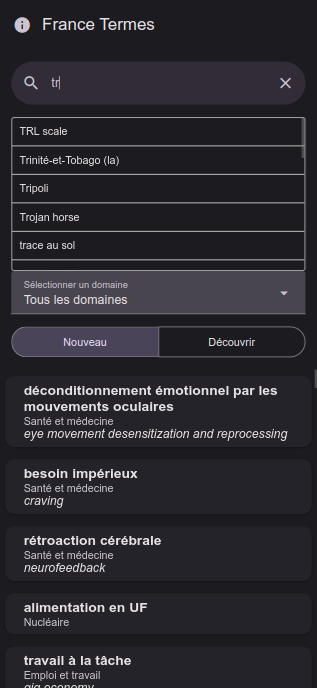 France Termes
tr
TRL scale
Trinité-et-Tobago (la)
Tripoli
Trojan horse
trace au sol
Sélectionner un domaine
Tous les domaines
Nouveau
Découvrir
déconditionnement émotionnel par les
mouvements oculaires
Santé et médecine
eye movement desensitization and reprocessing
besoin impérieux
Santé et médecine
craving
rétroaction cérébrale
Santé et médecine
neurofeedback
alimentation en UF
Nucléaire
travail à la tâche
Emploi et travail
gig economy